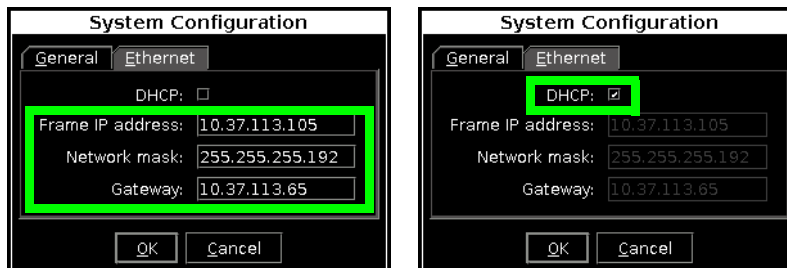 System Configuration
General Ethernet
DHCP:
Frame IP address: 10.37.113.105
Network mask: 255.255.255.192
Gateway: 10.37.113.65
OK Cancel
System Configuration
General Ethernet
DHCP:
Frame IP address: 10.37.113.105
Network mask: 255.255.255.192
Gateway: 10.37.113.65
OK Cancel